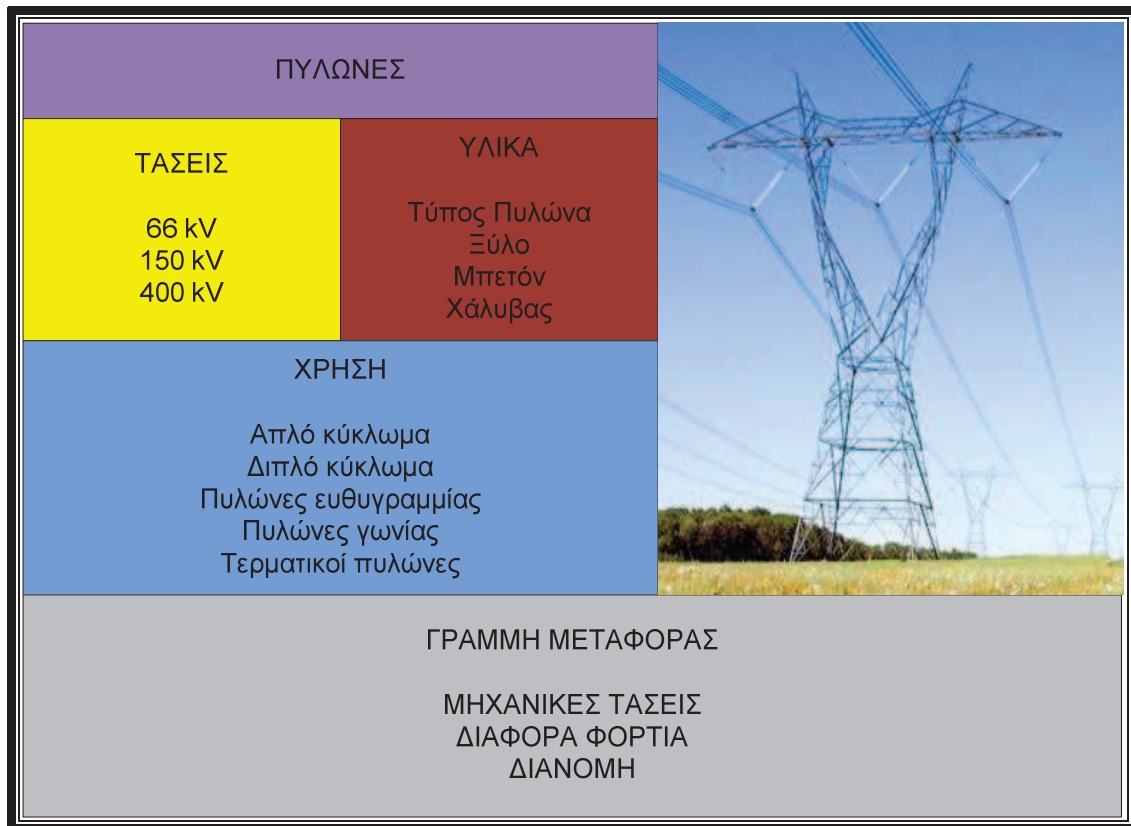 ΠΥΛΩΝΕΣ
ΤΑΣΕΙΣ
66 kV
150 kV
400 kV
ΥΛΙΚΑ
Τύπος Πυλώνα
Ξύλο
Μπετόν
Χάλυβας
ΧΡΗΣΗ
Απλό κύκλωμα
Διπλό κύκλωμα
Πυλώνες ευθυγραμμίας
Πυλώνες γωνίας
Τερματικοί πυλώνες
ΓΡΑΜΜΗ ΜΕΤΑΦΟΡΑΣ
ΜΗΧΑΝΙΚΕΣ ΤΑΣΕΙΣ
ΔΙΑΦΟΡΑ ΦΟΡΤΙΑ
ΔΙΑΝΟΜΗ